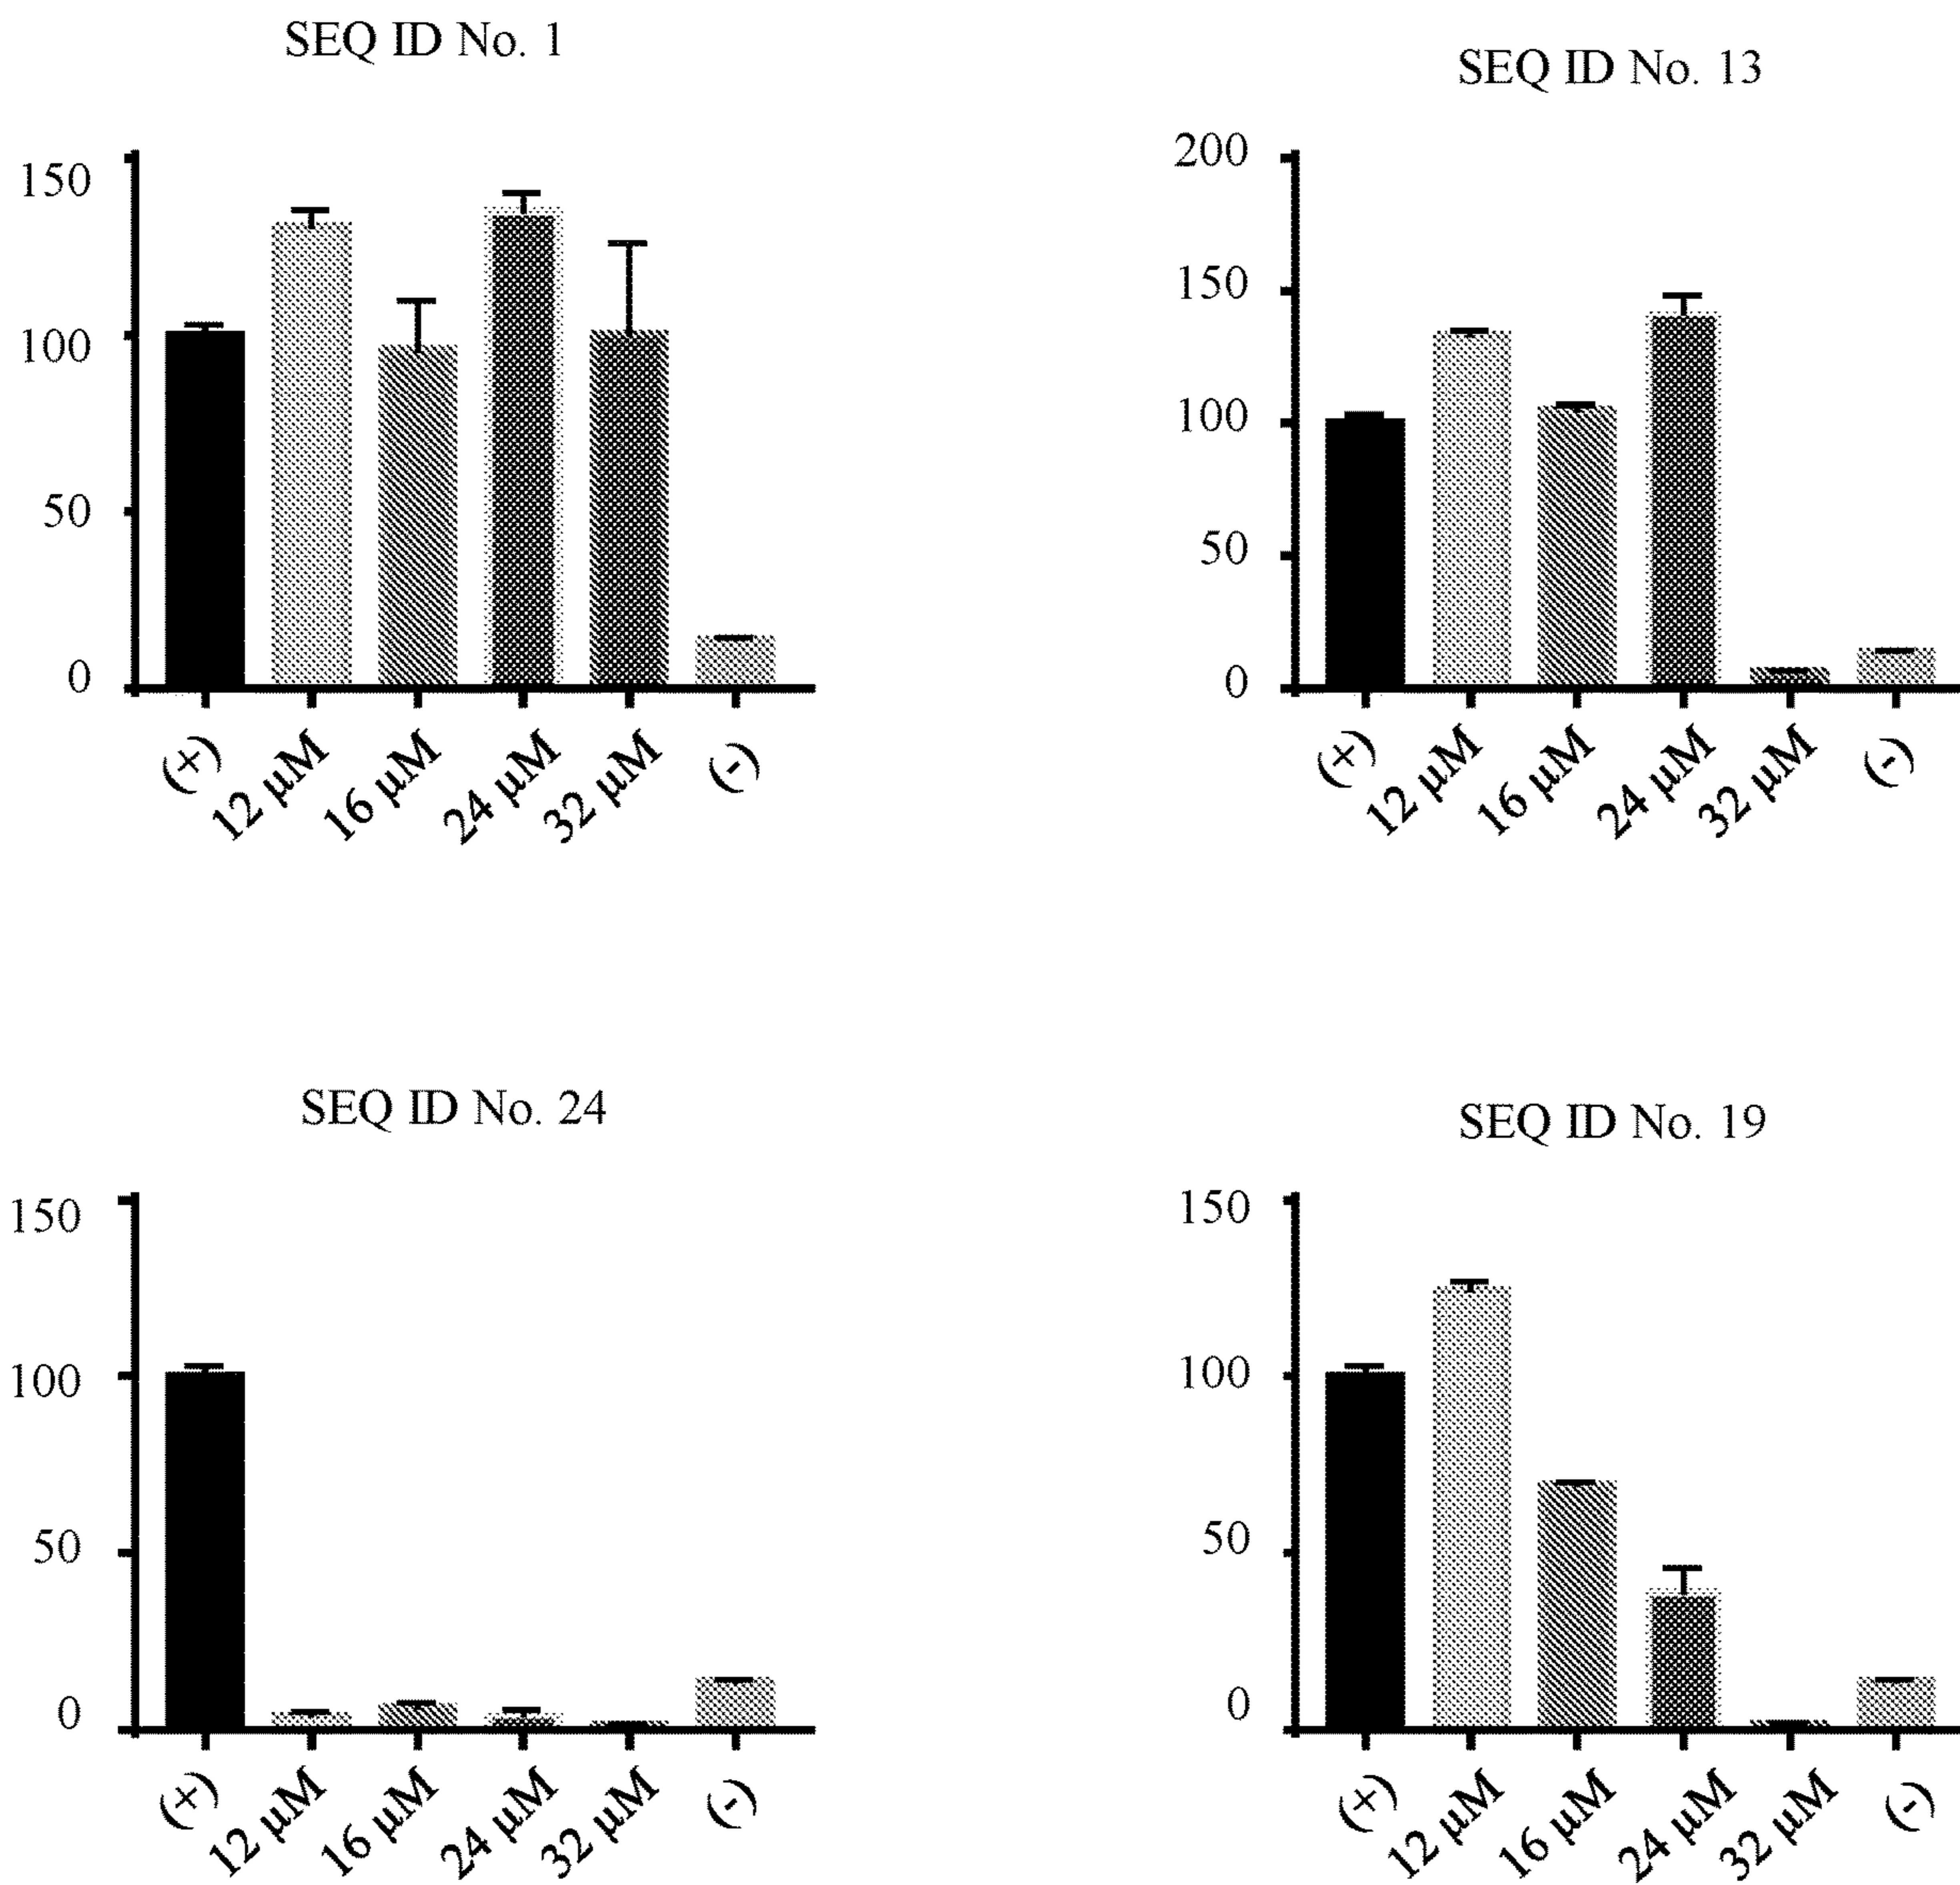 SEQ ID No. 1
150
100
50
0
(+)
12 µM
16 µM
24 µM
32 µM
(-)
SEQ ID No. 13
200
150
100
50
0
(+)
12 µM
16 µM
24 µM
32 µM
(-)
SEQ ID No. 24
150
100
50
0
(+)
12 µM
16 µM
24 µM
32 µM
(-)
SEQ ID No. 19
150
100
50
0
(+)
12 µM
16 µM
24 µM
32 µM
(-)